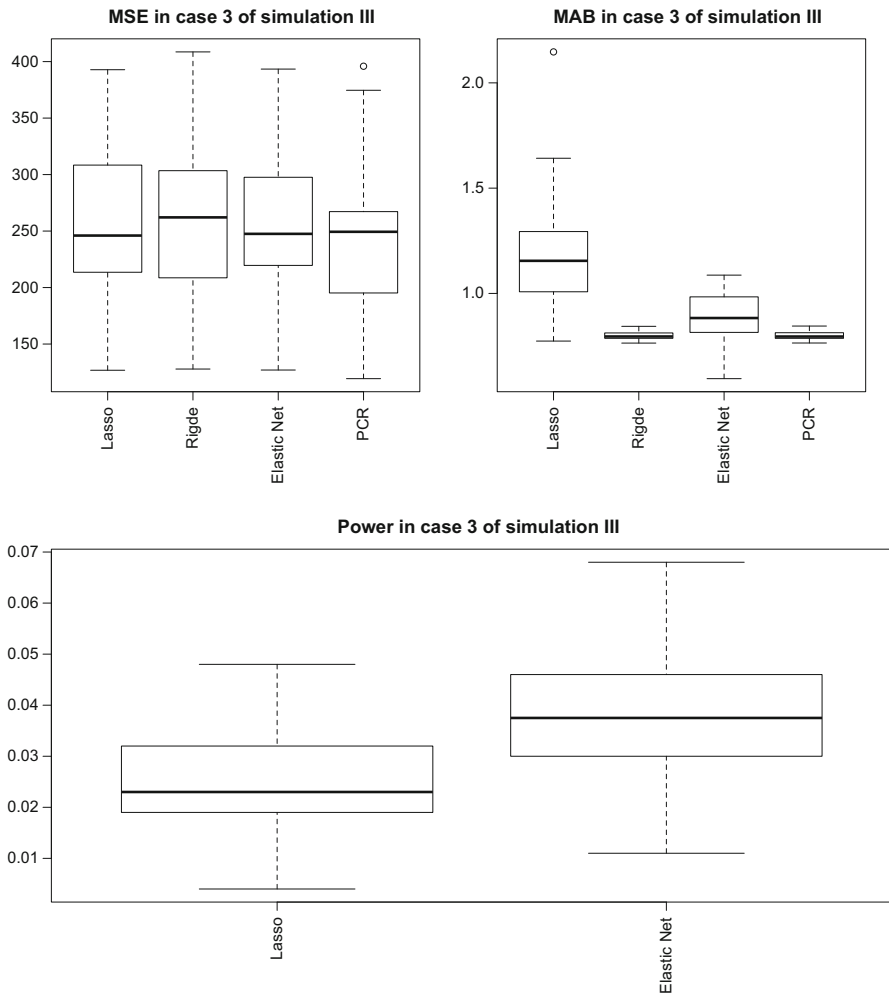 MSE in case 3 of simulation III
400
350
300
250
200
150
Lasso
Rigde
Elastic Net
PCR
MAB in case 3 of simulation III
2.0
1.5
1.0
Lasso
Rigde
Elastic Net
PCR
Power in case 3 of simulation III
0.07
0.06
0.05
0.04
0.03
0.02
0.01
Lasso
Elastic Net